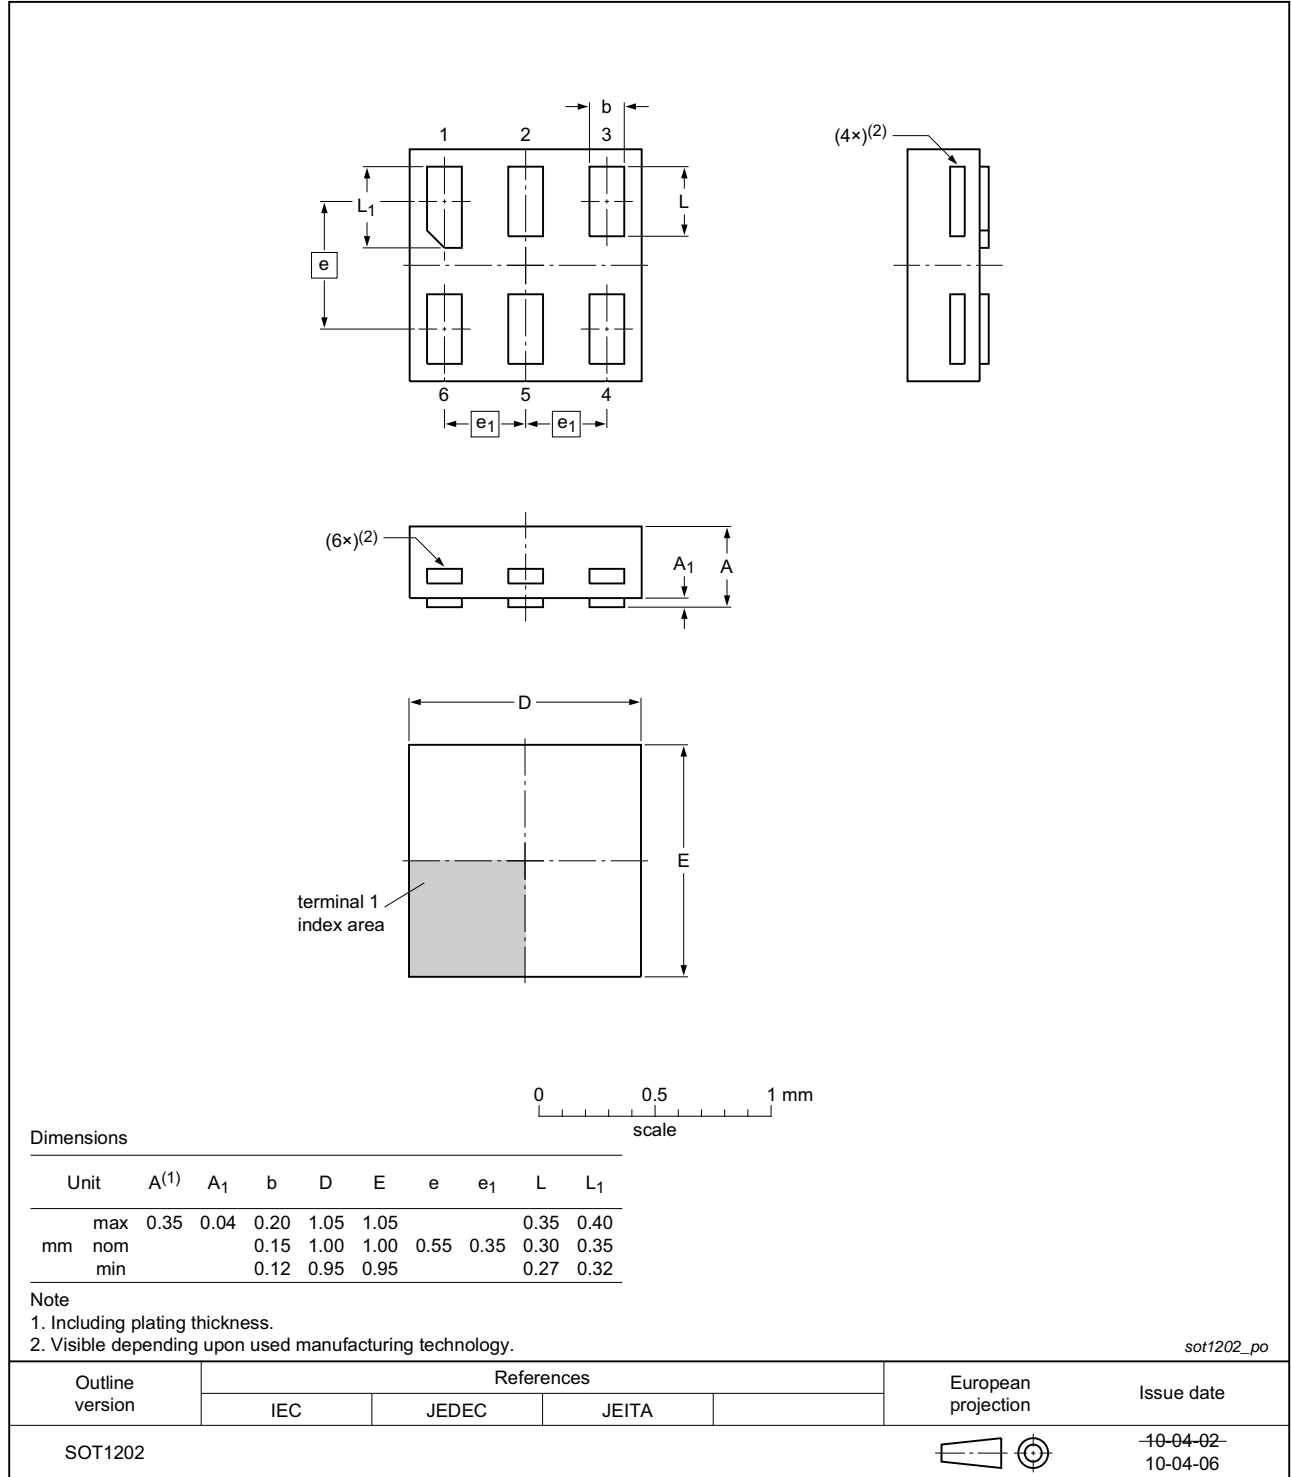 b
1 2 3
(4×)(2)
L1
L
e
6 5 4
e1 e1
(6×)(2)
A1 A
D
E
terminal 1
index area
0 0.5 1 mm
scale
Dimensions
Unit A(1) A1 b D E e e1 L L1
max 0.35 0.04 0.20 1.05 1.05 0.35 0.40
mm nom 0.15 1.00 1.00 0.55 0.35 0.30 0.35
min 0.12 0.95 0.95 0.27 0.32
Note
1. Including plating thickness.
2. Visible depending upon used manufacturing technology.
sot1202_po
Outline
version
References
IEC JEDEC JEITA
European
projection
Issue date
SOT1202
10-04-02
10-04-06